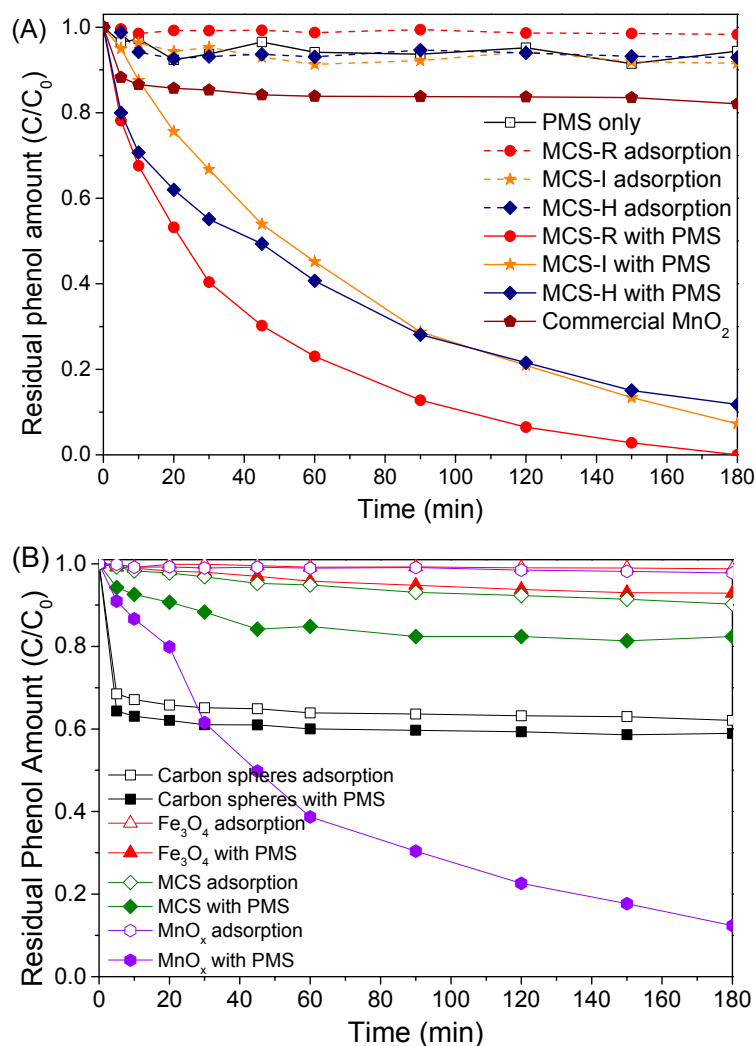 (A)
1.0
0.8
0.6
0.4
0.2
0.0
Residual phenol amount (C/C₀)
PMS only
MCS-R adsorption
MCS-I adsorption
MCS-H adsorption
MCS-R with PMS
MCS-I with PMS
MCS-H with PMS
Commercial MnO₂
0 20 40 60 80 100 120 140 160 180
Time (min)
(B)
1.0
0.8
0.6
0.4
0.2
0.0
Residual Phenol Amount (C/C₀)
Carbon spheres adsorption
Carbon spheres with PMS
Fe₃O₄ adsorption
Fe₃O₄ with PMS
MCS adsorption
MCS with PMS
MnOₓ adsorption
MnOₓ with PMS
0 20 40 60 80 100 120 140 160 180
Time (min)